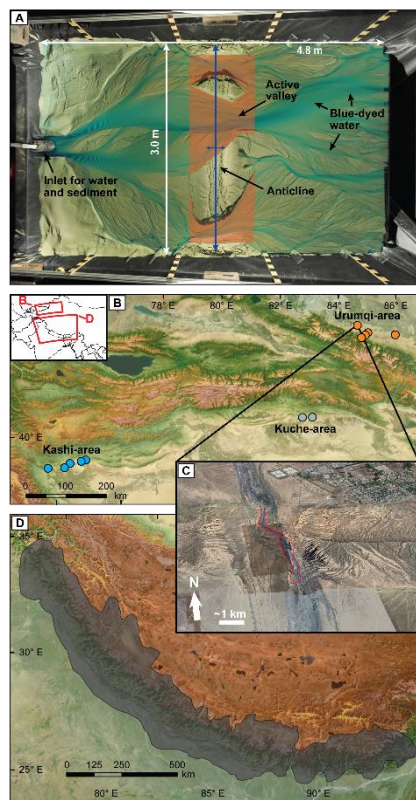 A
4.8 m
3.0 m
Active
valley
Blue-dyed
water
Inlet for water
and sediment
Anticline
78° E
80° E
82° E
84° E
86° E
B
B
D
Urumqi-area
Kuche-area
40° E
Kashi-area
0 100 200
km
C
N
~1 km
D
35° E
30° E
25° E
0 125 250 500
km
80° E
85° E
90° E